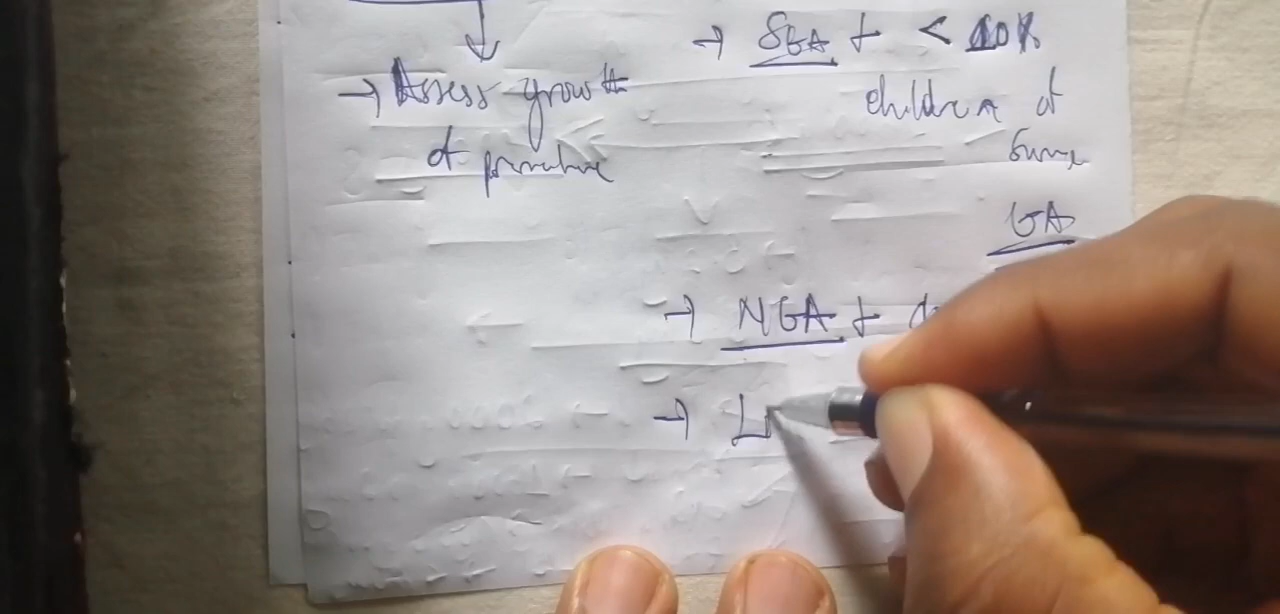 → SGA + < 10%
→ Assess growth
children of
of premature
Same
GA
→ NGA +
→ L